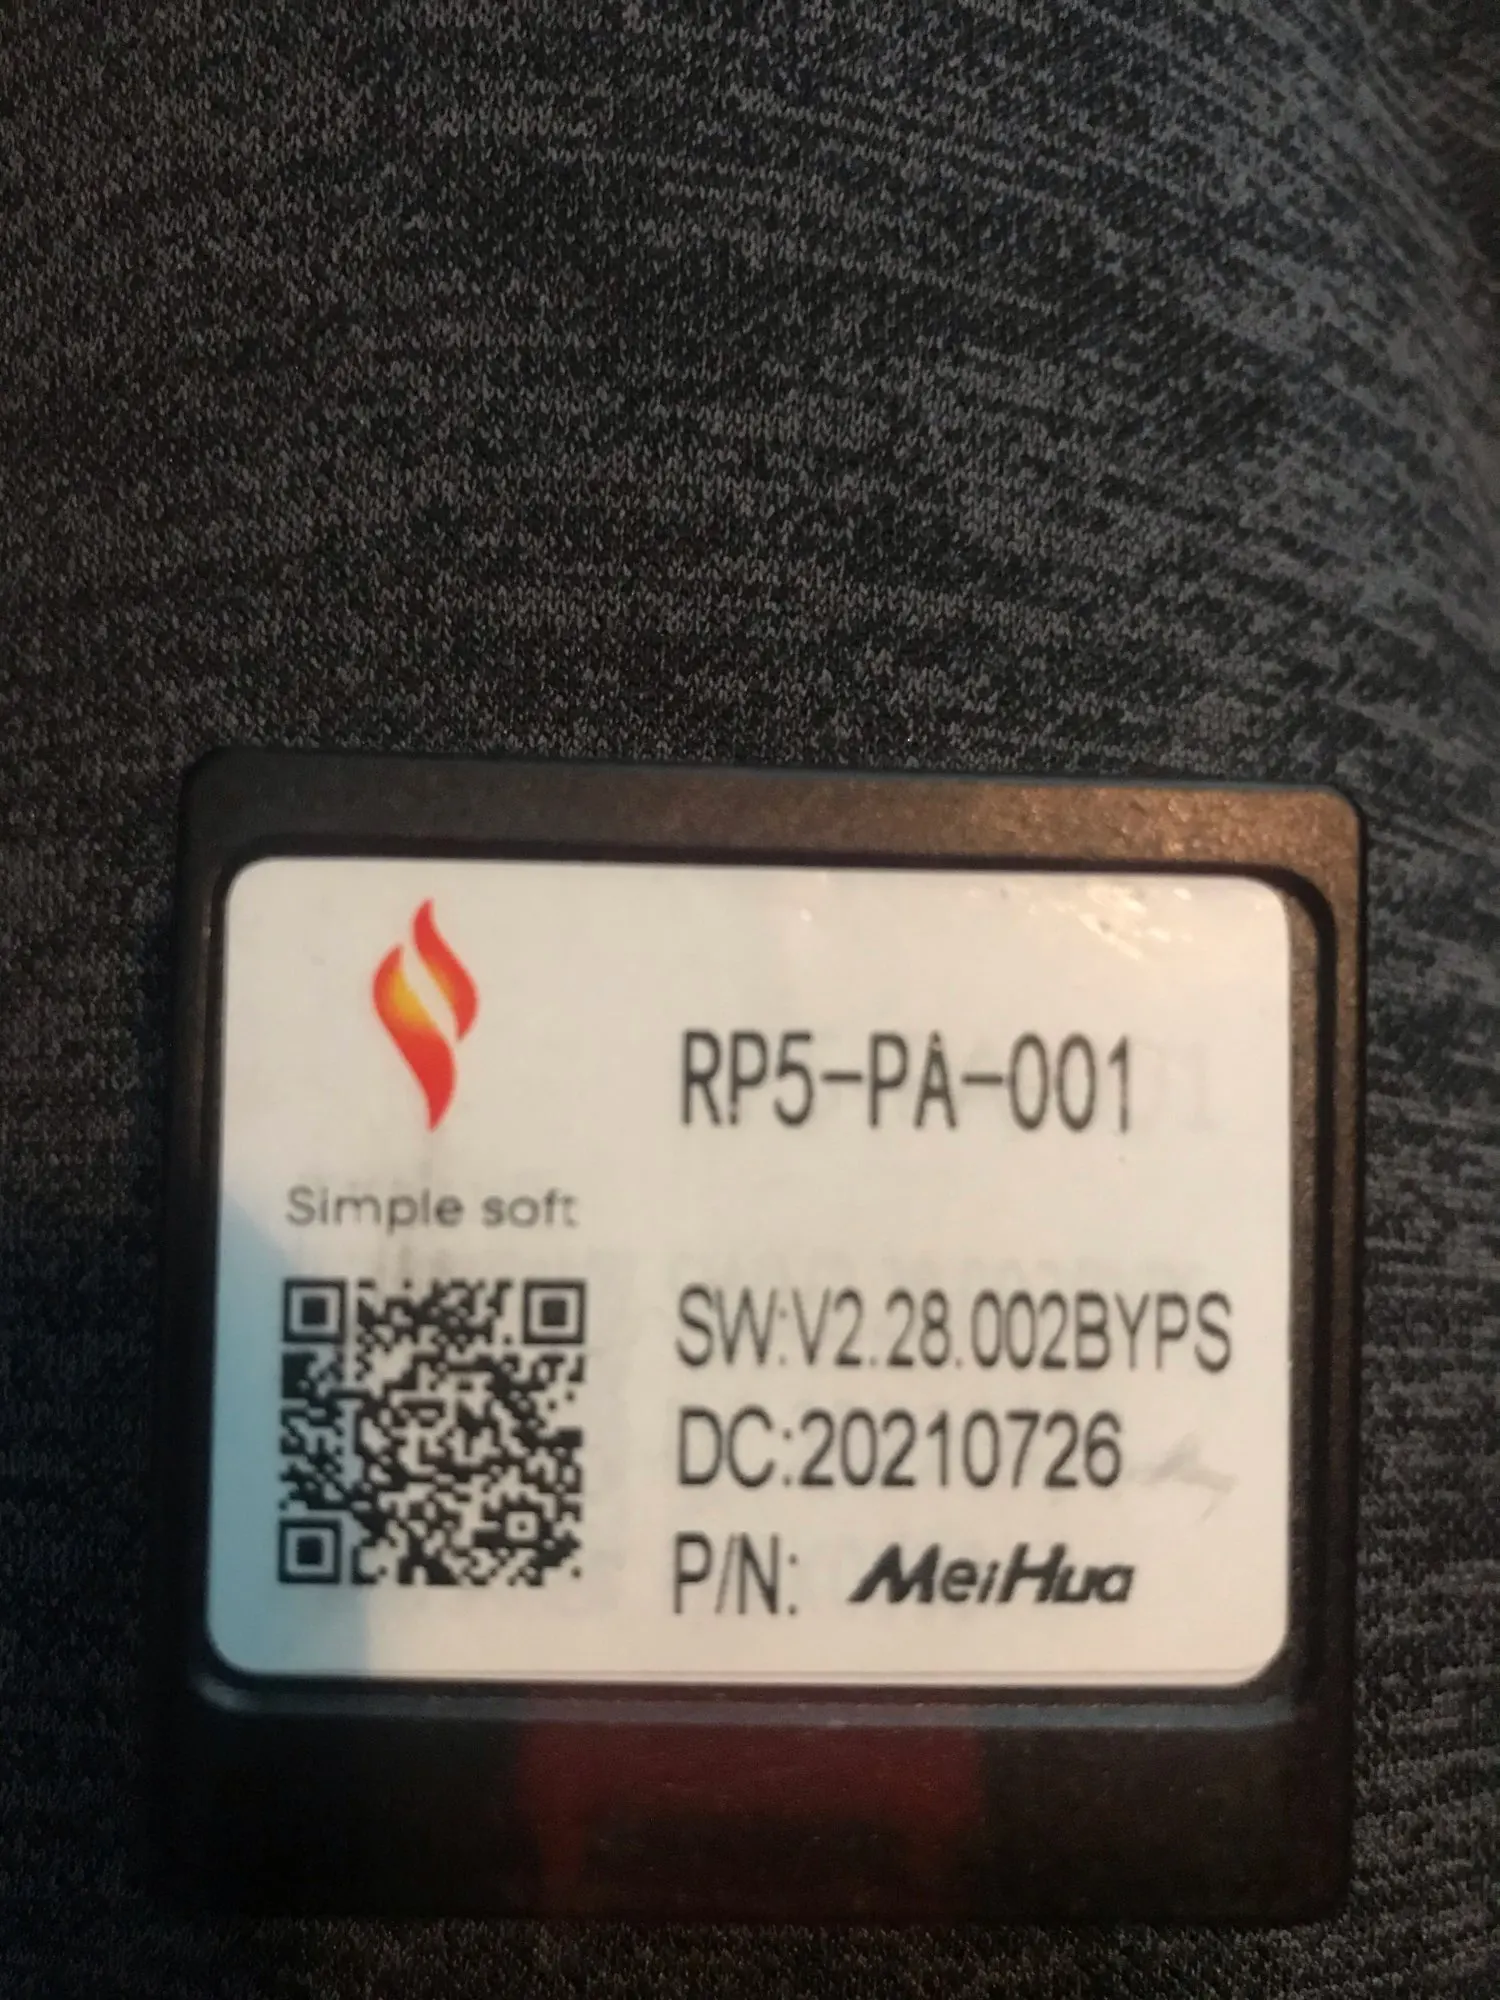 RP5-PA-001
Simple soft
SW:V2.28.002BYPS
DC:20210726
P/N: MeiHua